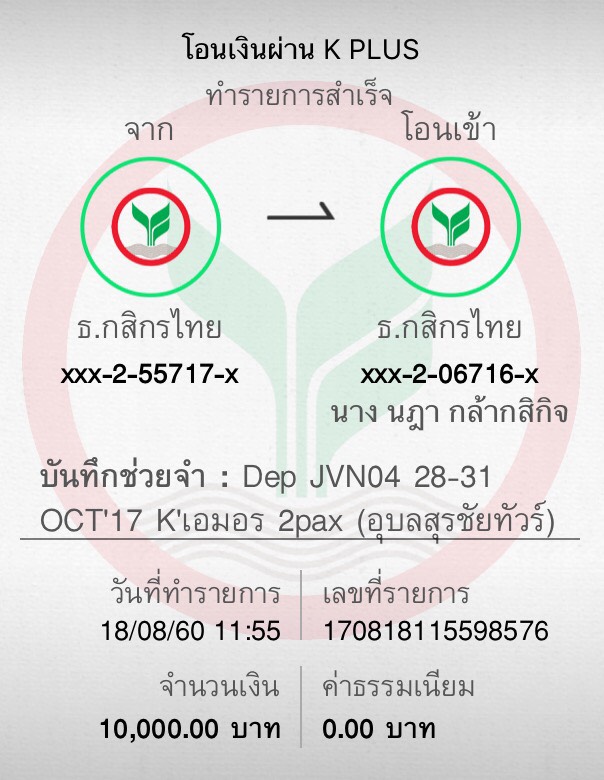 โอนเงินผ่าน K PLUS
ทำรายการสำเร็จ
จาก
โอนเข้า
ธ.กสิกรไทย
ธ.กสิกรไทย
xxx-2-55717-x
xxx-2-06716-x
นาง นฎา กล้ากสิกิจ
บันทึกช่วยจำ : Dep JVN04 28-31
OCT'17 K'เอมอร 2pax (อุบลสุรชัยทัวร์)
วันที่ทำรายการ
เลขที่รายการ
18/08/60 11:55
170818115598576
จำนวนเงิน
ค่าธรรมเนียม
10,000.00 บาท
0.00 บาท